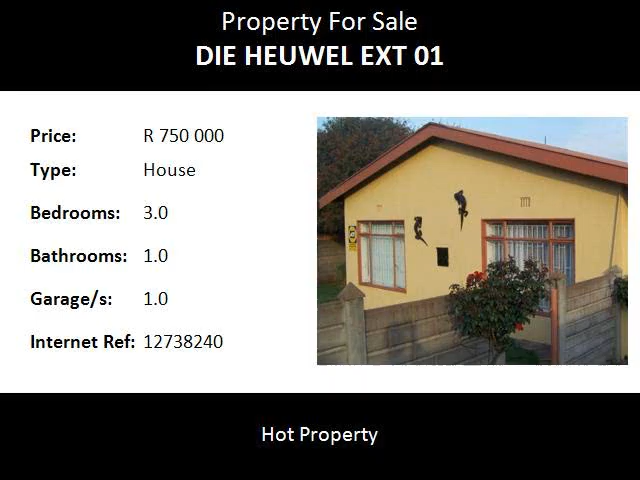 Property For Sale
DIE HEUWEL EXT 01
Price: R 750 000
Type: House
Bedrooms: 3.0
Bathrooms: 1.0
Garage/s: 1.0
Internet Ref: 12738240
Hot Property